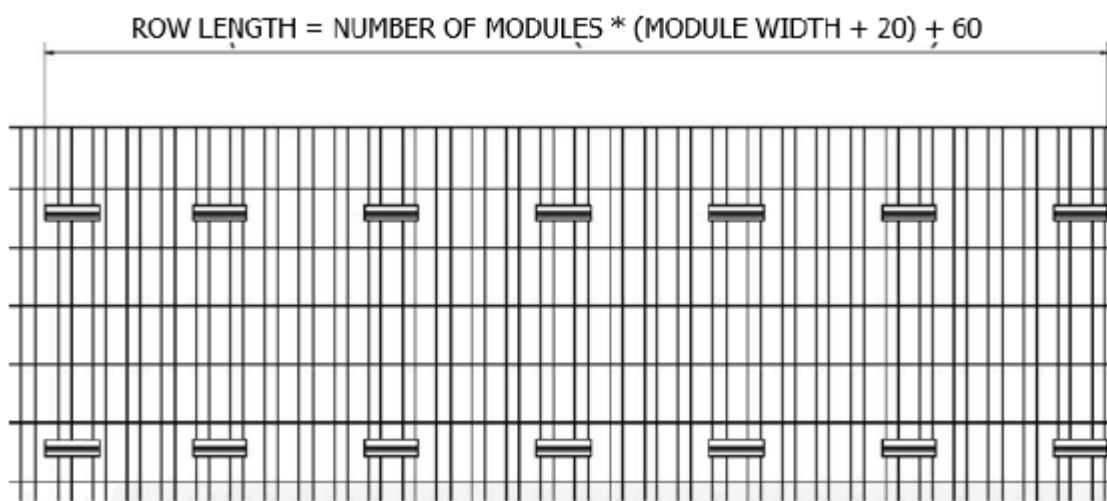 ROW LENGTH = NUMBER OF MODULES * (MODULE WIDTH + 20) + 60